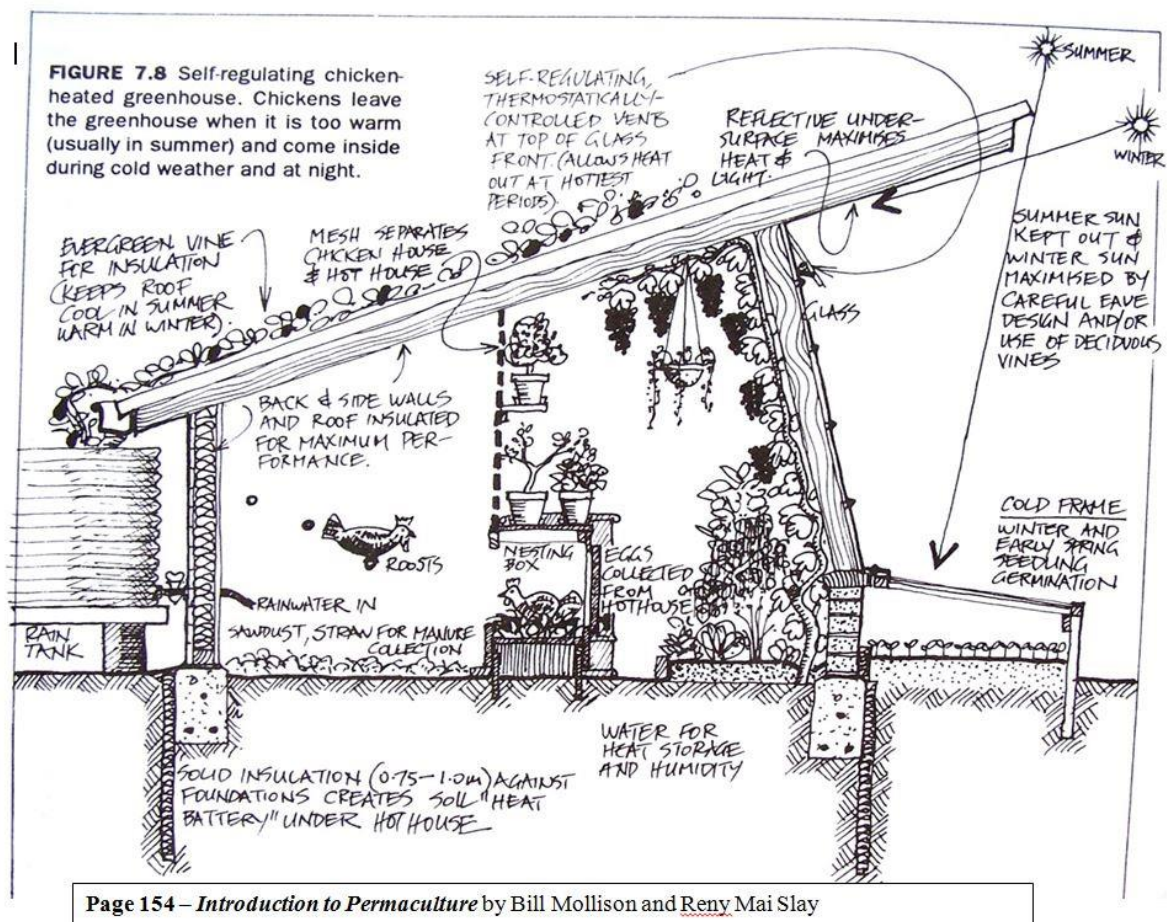 FIGURE 7.8 Self-regulating chicken-
heated greenhouse. Chickens leave
the greenhouse when it is too warm
(usually in summer) and come inside
during cold weather and at night.
SELF-REGULATING,
THERMOSTATICALLY-
CONTROLLED VENTS
AT TOP OF GLASS
FRONT. (ALLOWS HEAT
OUT AT HOTTEST
PERIODS).
REFLECTIVE UNDER-
SURFACE MAXIMISES
HEAT &
LIGHT.
SUMMER
WINTER
EVERGREEN VINE
FOR INSULATION
(KEEPS ROOF
COOL IN SUMMER
WARM IN WINTER).
MESH SEPARATES
CHICKEN HOUSE
& HOT HOUSE
SUMMER SUN
KEPT OUT &
WINTER SUN
MAXIMISED BY
CAREFUL EAVE
DESIGN AND/OR
USE OF DECIDUOUS
VINES
GLASS
BACK & SIDE WALLS
AND ROOF INSULATED
FOR MAXIMUM PER-
FORMANCE.
ROOSTS
NESTING
BOX
EGGS
COLLECTED
FROM
HOTHOUSE
COLD FRAME
WINTER AND
EARLY SPRING
SEEDLING
GERMINATION
RAINWATER IN
RAIN
TANK
SAWDUST, STRAW FOR MANURE
COLLECTION
WATER FOR
HEAT STORAGE
AND HUMIDITY
SOLID INSULATION (0.75-1.0m) AGAINST
FOUNDATIONS CREATES SOIL "HEAT
BATTERY" UNDER HOT HOUSE
Page 154 – Introduction to Permaculture by Bill Mollison and Reny Mai Slay